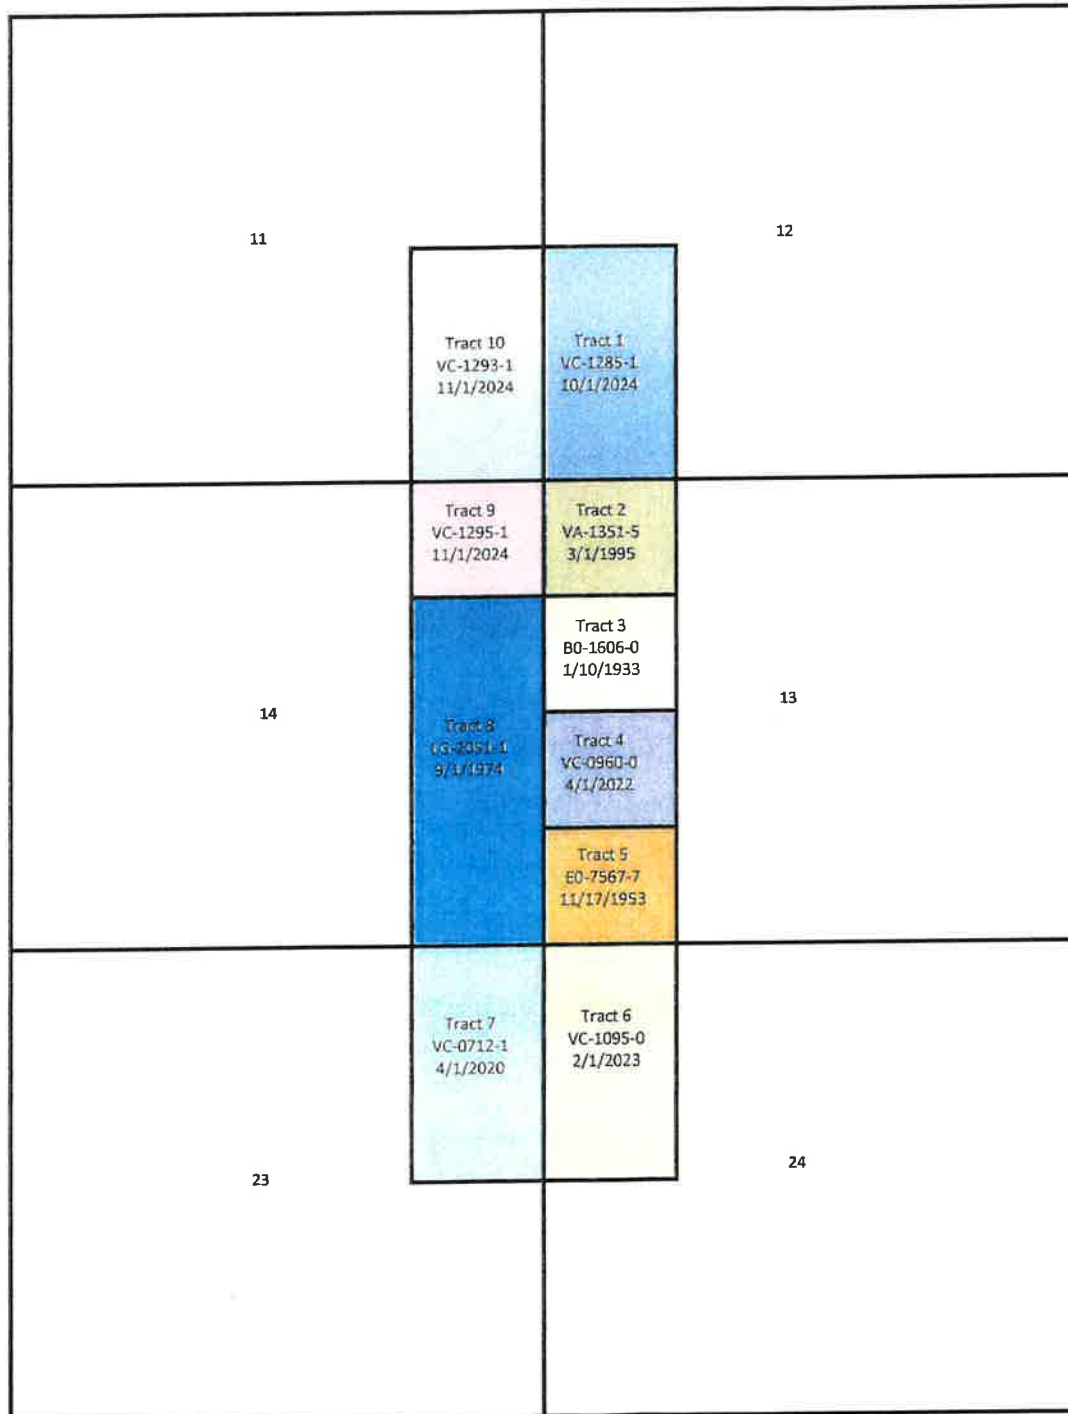 11
12
Tract 10
VC-1293-1
11/1/2024
Tract 1
VC-1285-1
10/1/2024
Tract 9
VC-1295-1
11/1/2024
Tract 2
VA-1351-5
3/1/1995
Tract 3
B0-1606-0
1/10/1933
14
13
Tract 8
LG-2051-1
9/1/1974
Tract 4
VC-0960-0
4/1/2022
Tract 5
E0-7567-7
11/17/1953
Tract 7
VC-0712-1
4/1/2020
Tract 6
VC-1095-0
2/1/2023
23
24